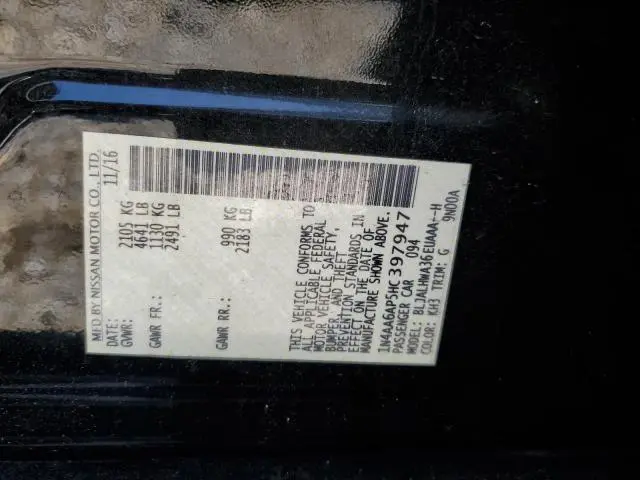 MFD BY NISSAN MOTOR CO., LTD.
DATE: 11/16
GVWR: 2105 KG
4641 LB
GAWR FR.: 1130 KG
2491 LB
GAWR RR: 990 KG
2183 LB
THIS VEHICLE CONFORMS TO
ALL APPLICABLE FEDERAL
MOTOR VEHICLE SAFETY,
BUMPER, AND THEFT
PREVENTION STANDARDS IN
EFFECT ON THE DATE OF
MANUFACTURE SHOWN ABOVE.
1N4AA6AP5HC397947
PASSENGER CAR 094
MODEL: BLJALHWA36EUAAA--H
COLOR: KH3 TRIM: G 9N00A